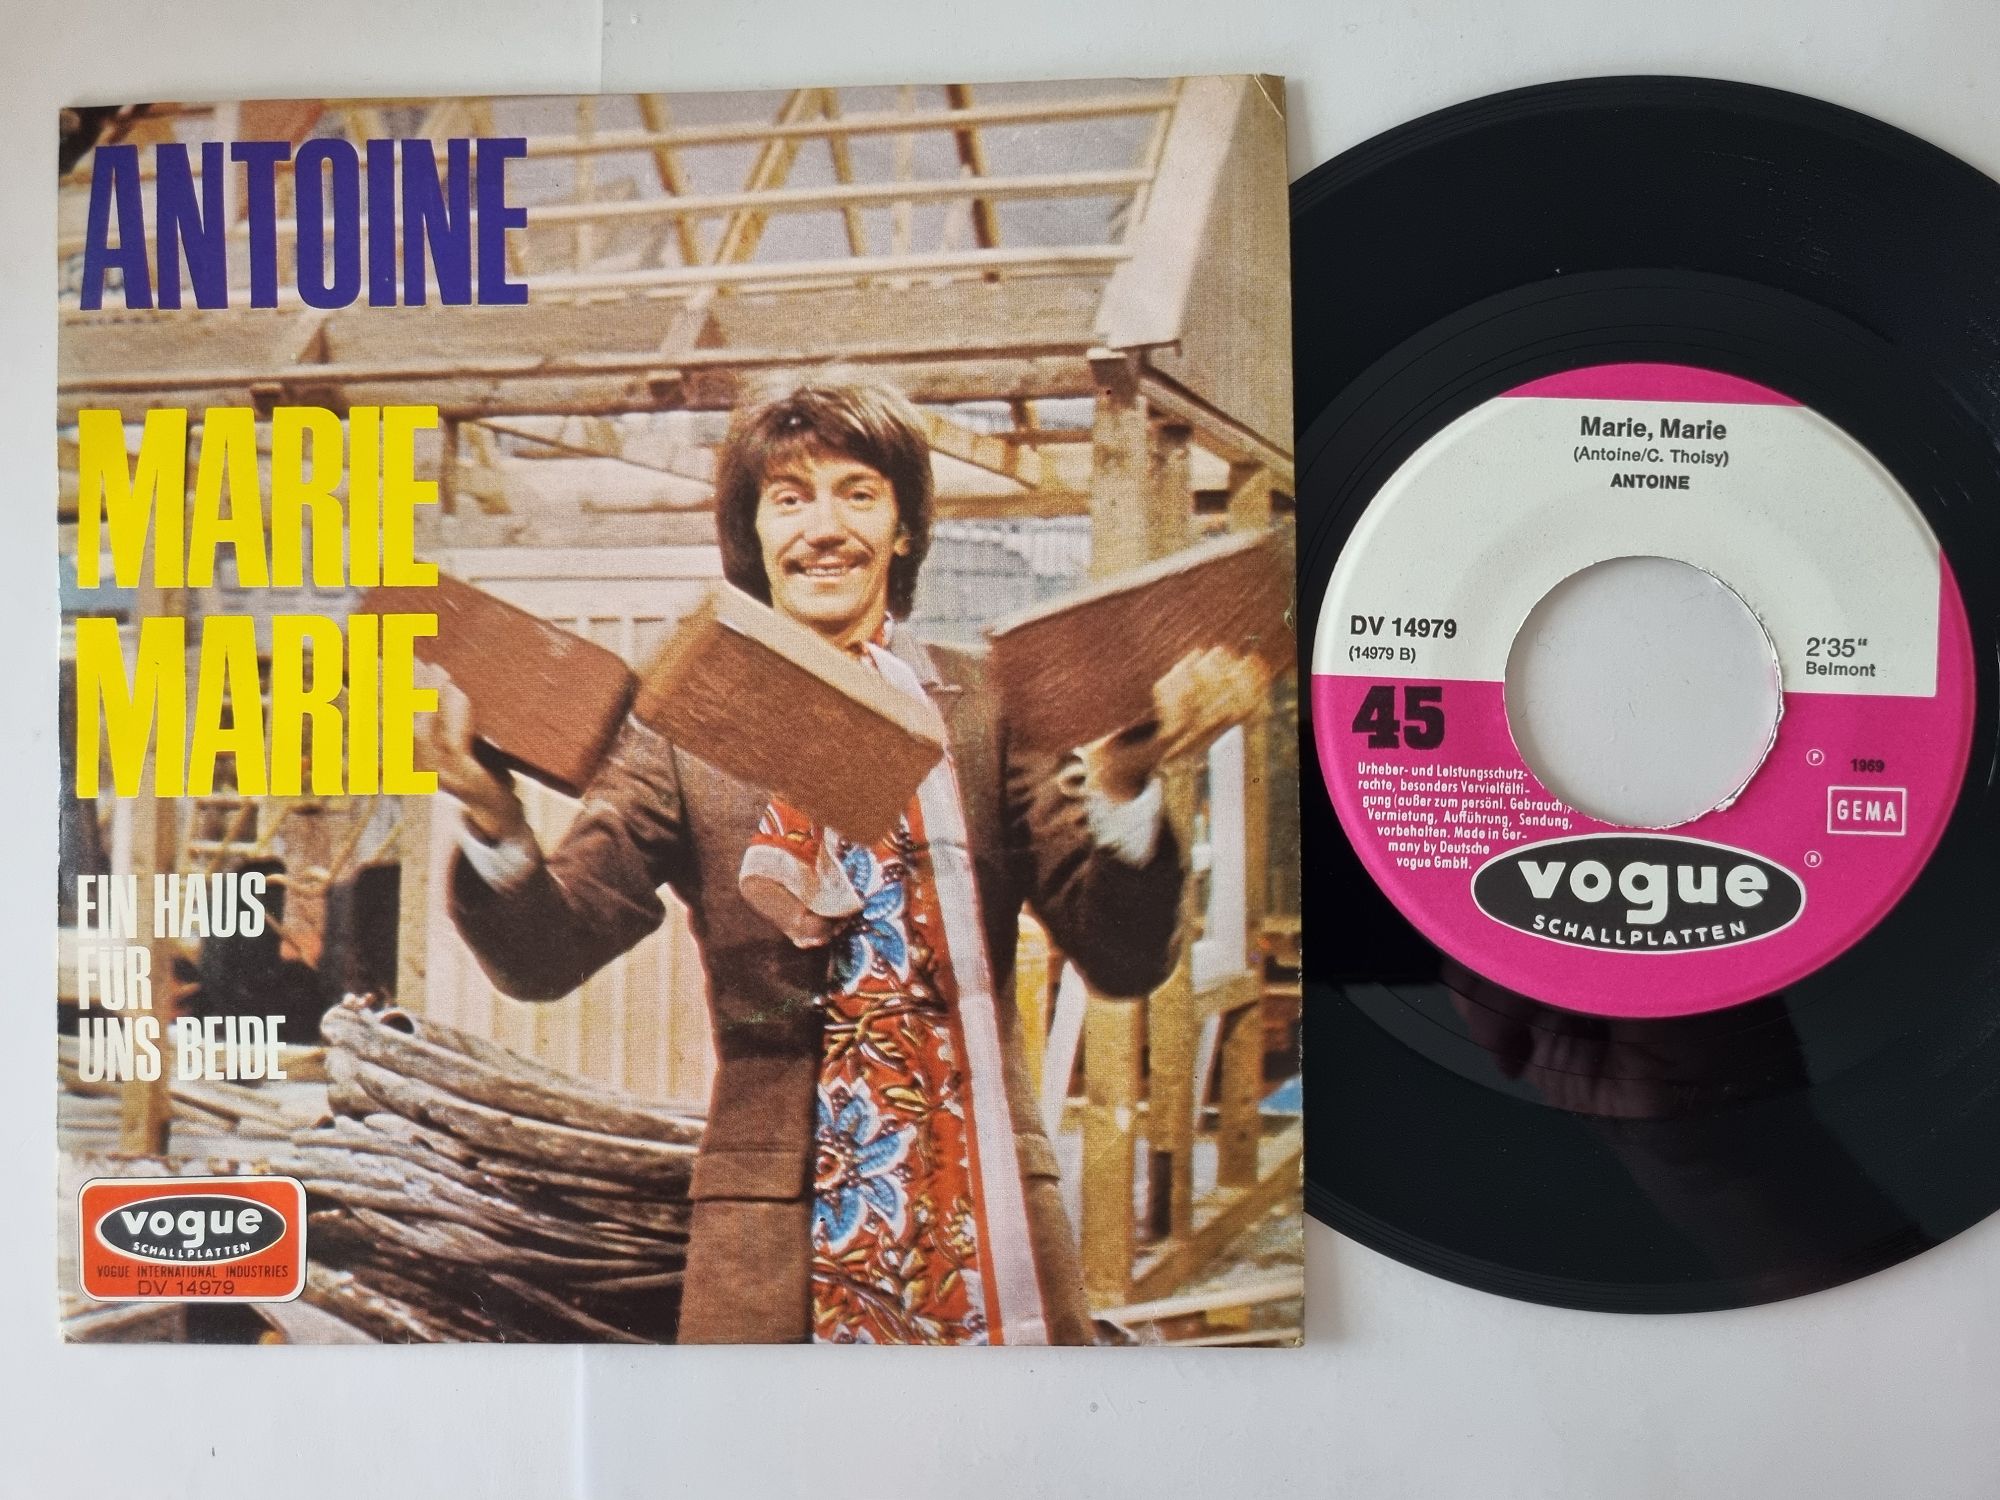 ANTOINE
MARIE
MARIE
EIN HAUS
FÜR
UNS BEIDE
vogue
SCHALLPLATTEN
VOGUE INTERNATIONAL INDUSTRIES
DV 14979
Marie, Marie
(Antoine/C. Thoisy)
ANTOINE
DV 14979
(14979 B)
2'35"
Belmont
45
Ⓟ 1969
GEMA
Urheber- und Leistungsschutz-
rechte, besonders Vervielfälti-
gung (außer zum persönl. Gebrauch),
Vermietung, Aufführung, Sendung,
vorbehalten. Made in Ger-
many by Deutsche
vogue GmbH.
®
vogue
SCHALLPLATTEN